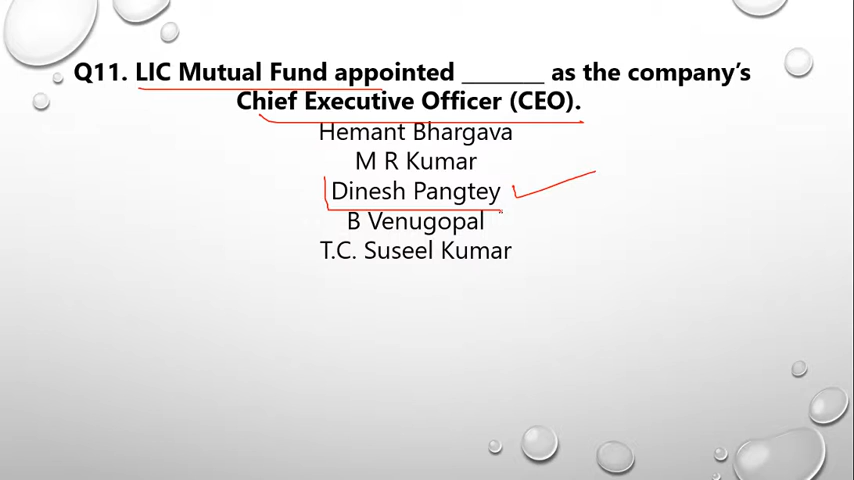 Q11. LIC Mutual Fund appointed _______ as the company's
Chief Executive Officer (CEO).
Hemant Bhargava
M R Kumar
Dinesh Pangtey
B Venugopal
T.C. Suseel Kumar